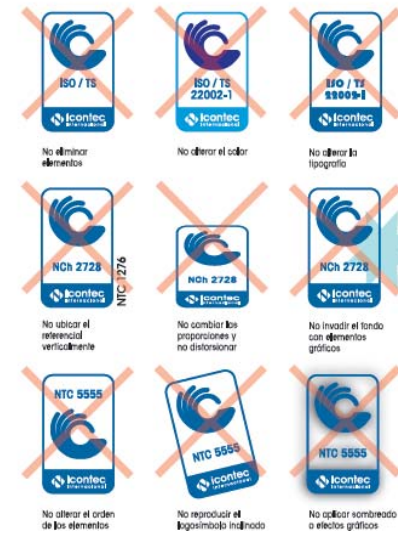 ISO / TS
icontec
internacional
No eliminar
elementos
ISO / TS
22002-1
icontec
internacional
No alterar el color
ISO / TS
22002-1
icontec
internacional
No alterar la
tipografía
NCh 2728
icontec
internacional
NTC 1276
No ubicar el
referencial
verticalmente
NCh 2728
icontec
internacional
No cambiar las
proporciones y
no distorsionar
NCh 2728
icontec
internacional
No invadir el fondo
con elementos
gráficos
NTC 5555
icontec
internacional
No alterar el orden
de los elementos
NTC 5555
icontec
internacional
No reproducir el
logosímbolo inclinado
NTC 5555
icontec
internacional
No aplicar sombreado
o efectos gráficos